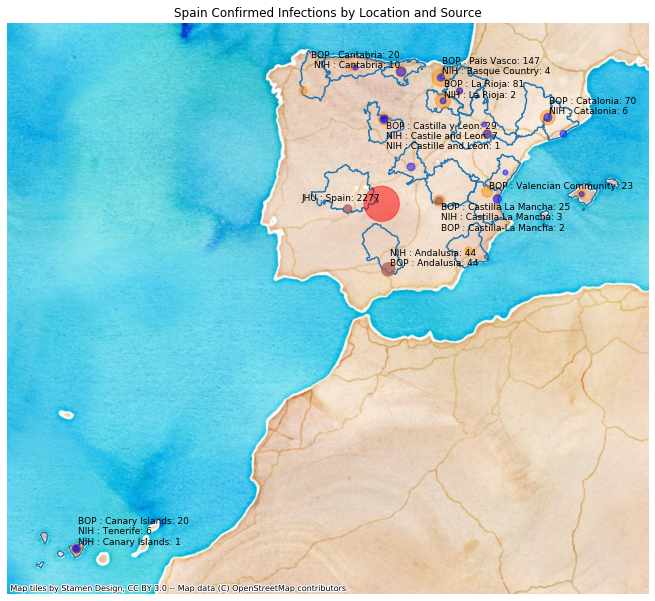 Spain Confirmed Infections by Location and Source
BOP : Cantabria: 20
NIH : Cantabria: 10
BOP : Pais Vasco: 147
NIH : Basque Country: 4
BOP : La Rioja: 81
NIH : La Rioja: 2
BOP : Catalonia: 70
NIH : Catalonia: 6
BOP : Castilla y Leon: 29
NIH : Castile and Leon: 7
NIH : Castille and Leon: 1
BOP : Valencian Community: 23
JHU : Spain: 2277
BOP : Castilla La Mancha: 25
NIH : Castilla-La Mancha: 3
BOP : Castilla-La Mancha: 2
NIH : Andalusia: 44
BOP : Andalusia: 44
BOP : Canary Islands: 20
NIH : Tenerife: 6
NIH : Canary Islands: 1
Map tiles by Stamen Design, CC BY 3.0 -- Map data (C) OpenStreetMap contributors